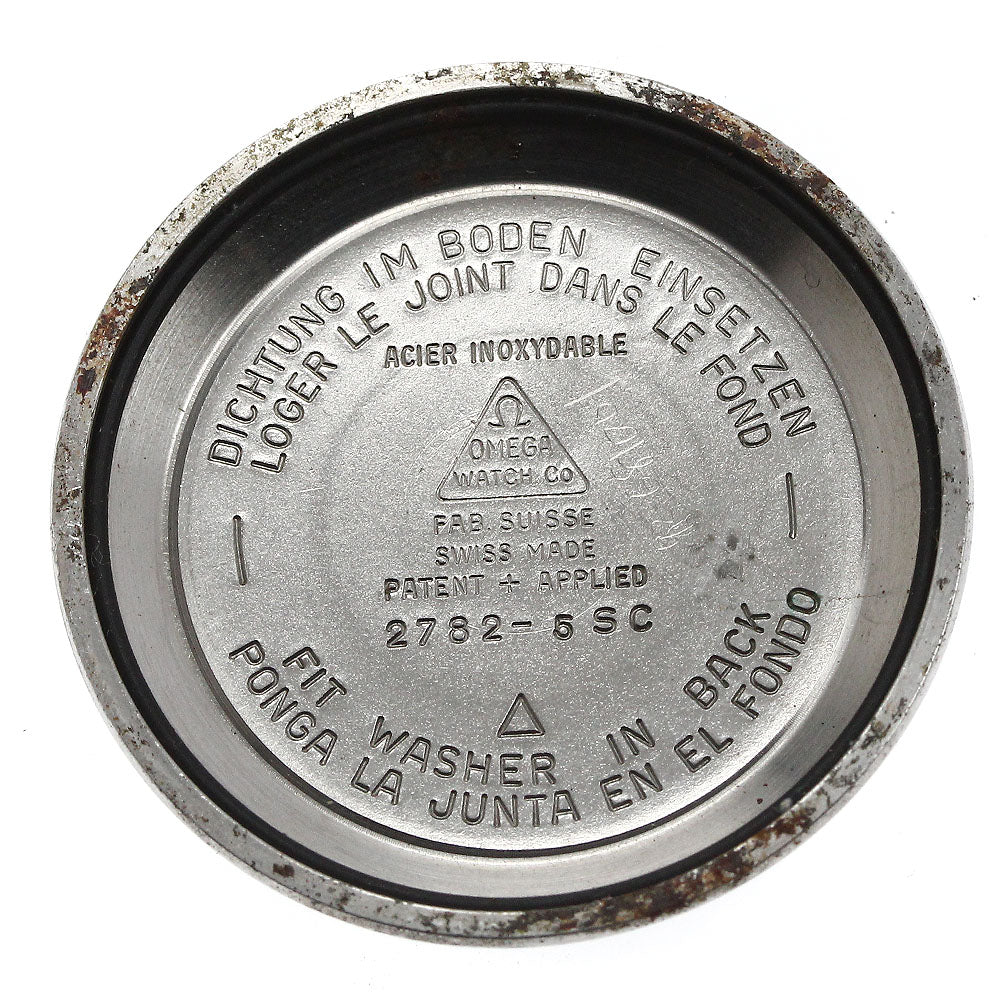 DICHTUNG IM BODEN EINSETZEN
LOGER LE JOINT DANS LE FOND
ACIER INOXYDABLE
Ω
OMEGA
WATCH Co
FAB. SUISSE
SWISS MADE
PATENT + APPLIED
2782-5 SC
FIT WASHER IN BACK
PONGA LA JUNTA EN EL FONDO